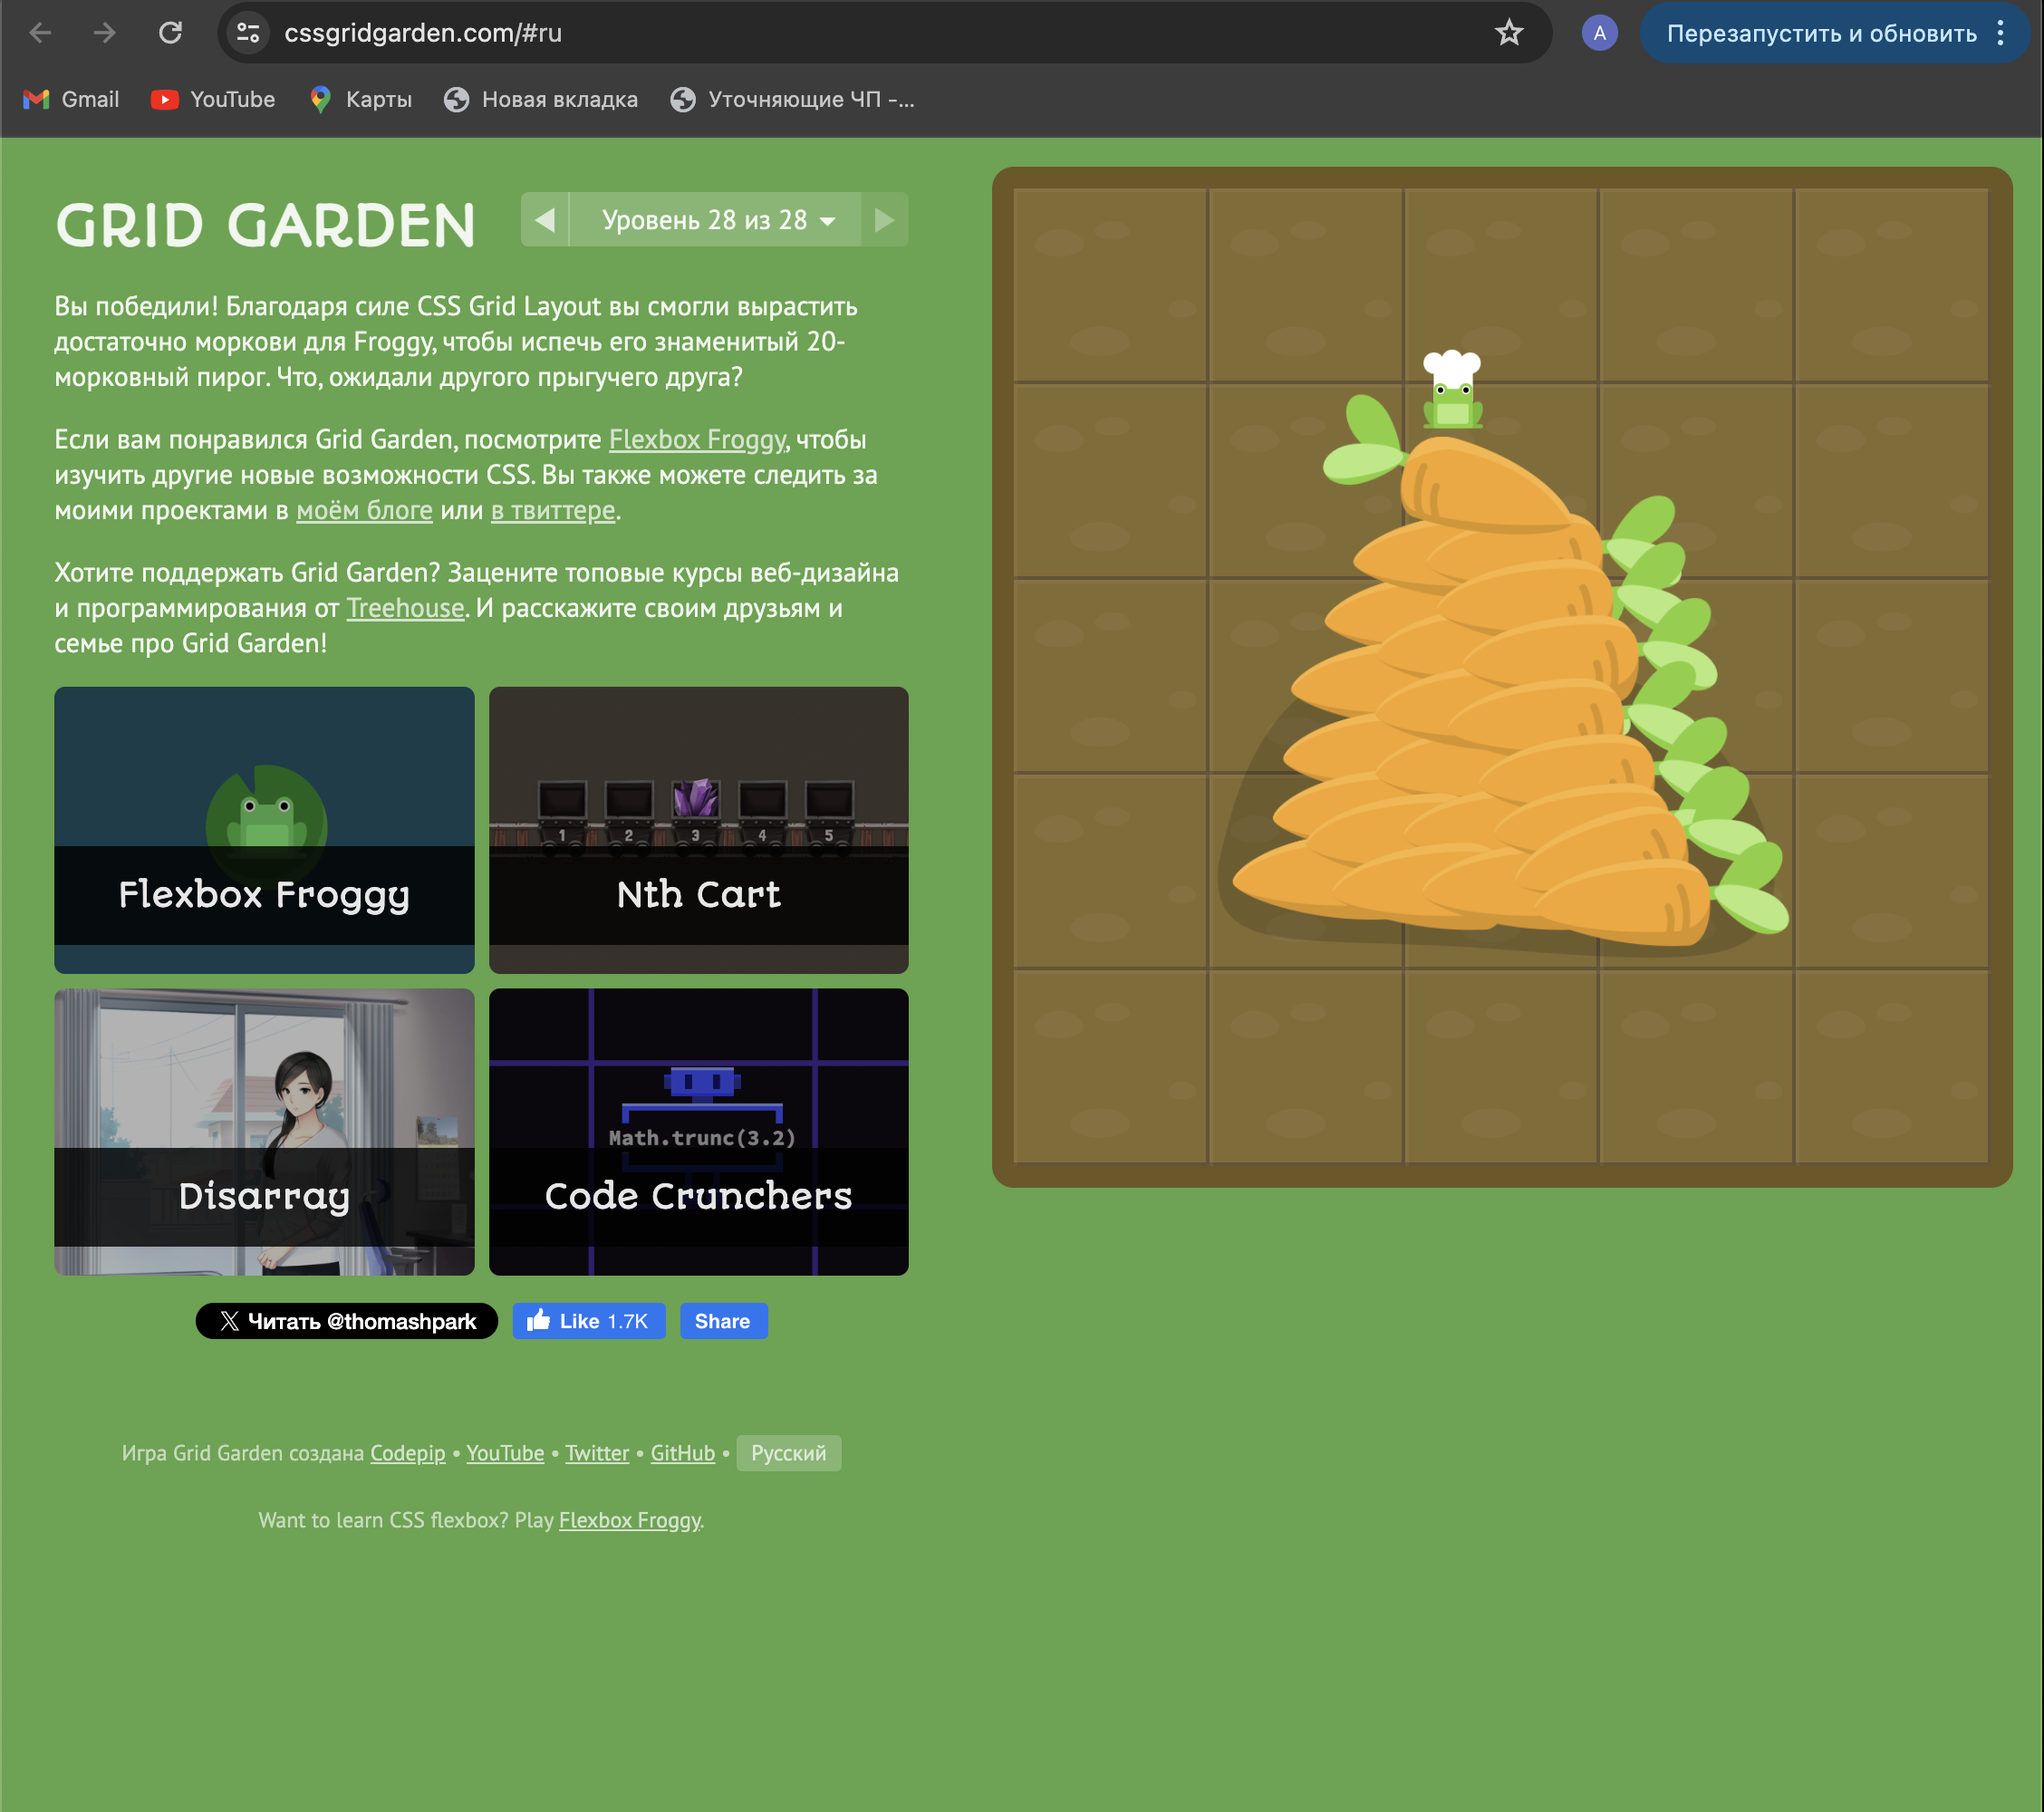 cssgridgarden.com/#ru
A
Перезапустить и обновить
Gmail
YouTube
Карты
Новая вкладка
Уточняющие ЧП -...
GRID GARDEN
Уровень 28 из 28
Вы победили! Благодаря силе CSS Grid Layout вы смогли вырастить
достаточно моркови для Froggy, чтобы испечь его знаменитый 20-
морковный пирог. Что, ожидали другого прыгучего друга?
Если вам понравился Grid Garden, посмотрите Flexbox Froggy, чтобы
изучить другие новые возможности CSS. Вы также можете следить за
моими проектами в моём блоге или в твиттере.
Хотите поддержать Grid Garden? Зацените топовые курсы веб-дизайна
и программирования от Treehouse. И расскажите своим друзьям и
семье про Grid Garden!
Flexbox Froggy
1 2 3 4 5
Nth Cart
Disarray
Math.trunc(3.2)
Code Crunchers
X Читать @thomashpark
Like 1.7K
Share
Игра Grid Garden создана Codepip • YouTube • Twitter • GitHub • Русский
Want to learn CSS flexbox? Play Flexbox Froggy.